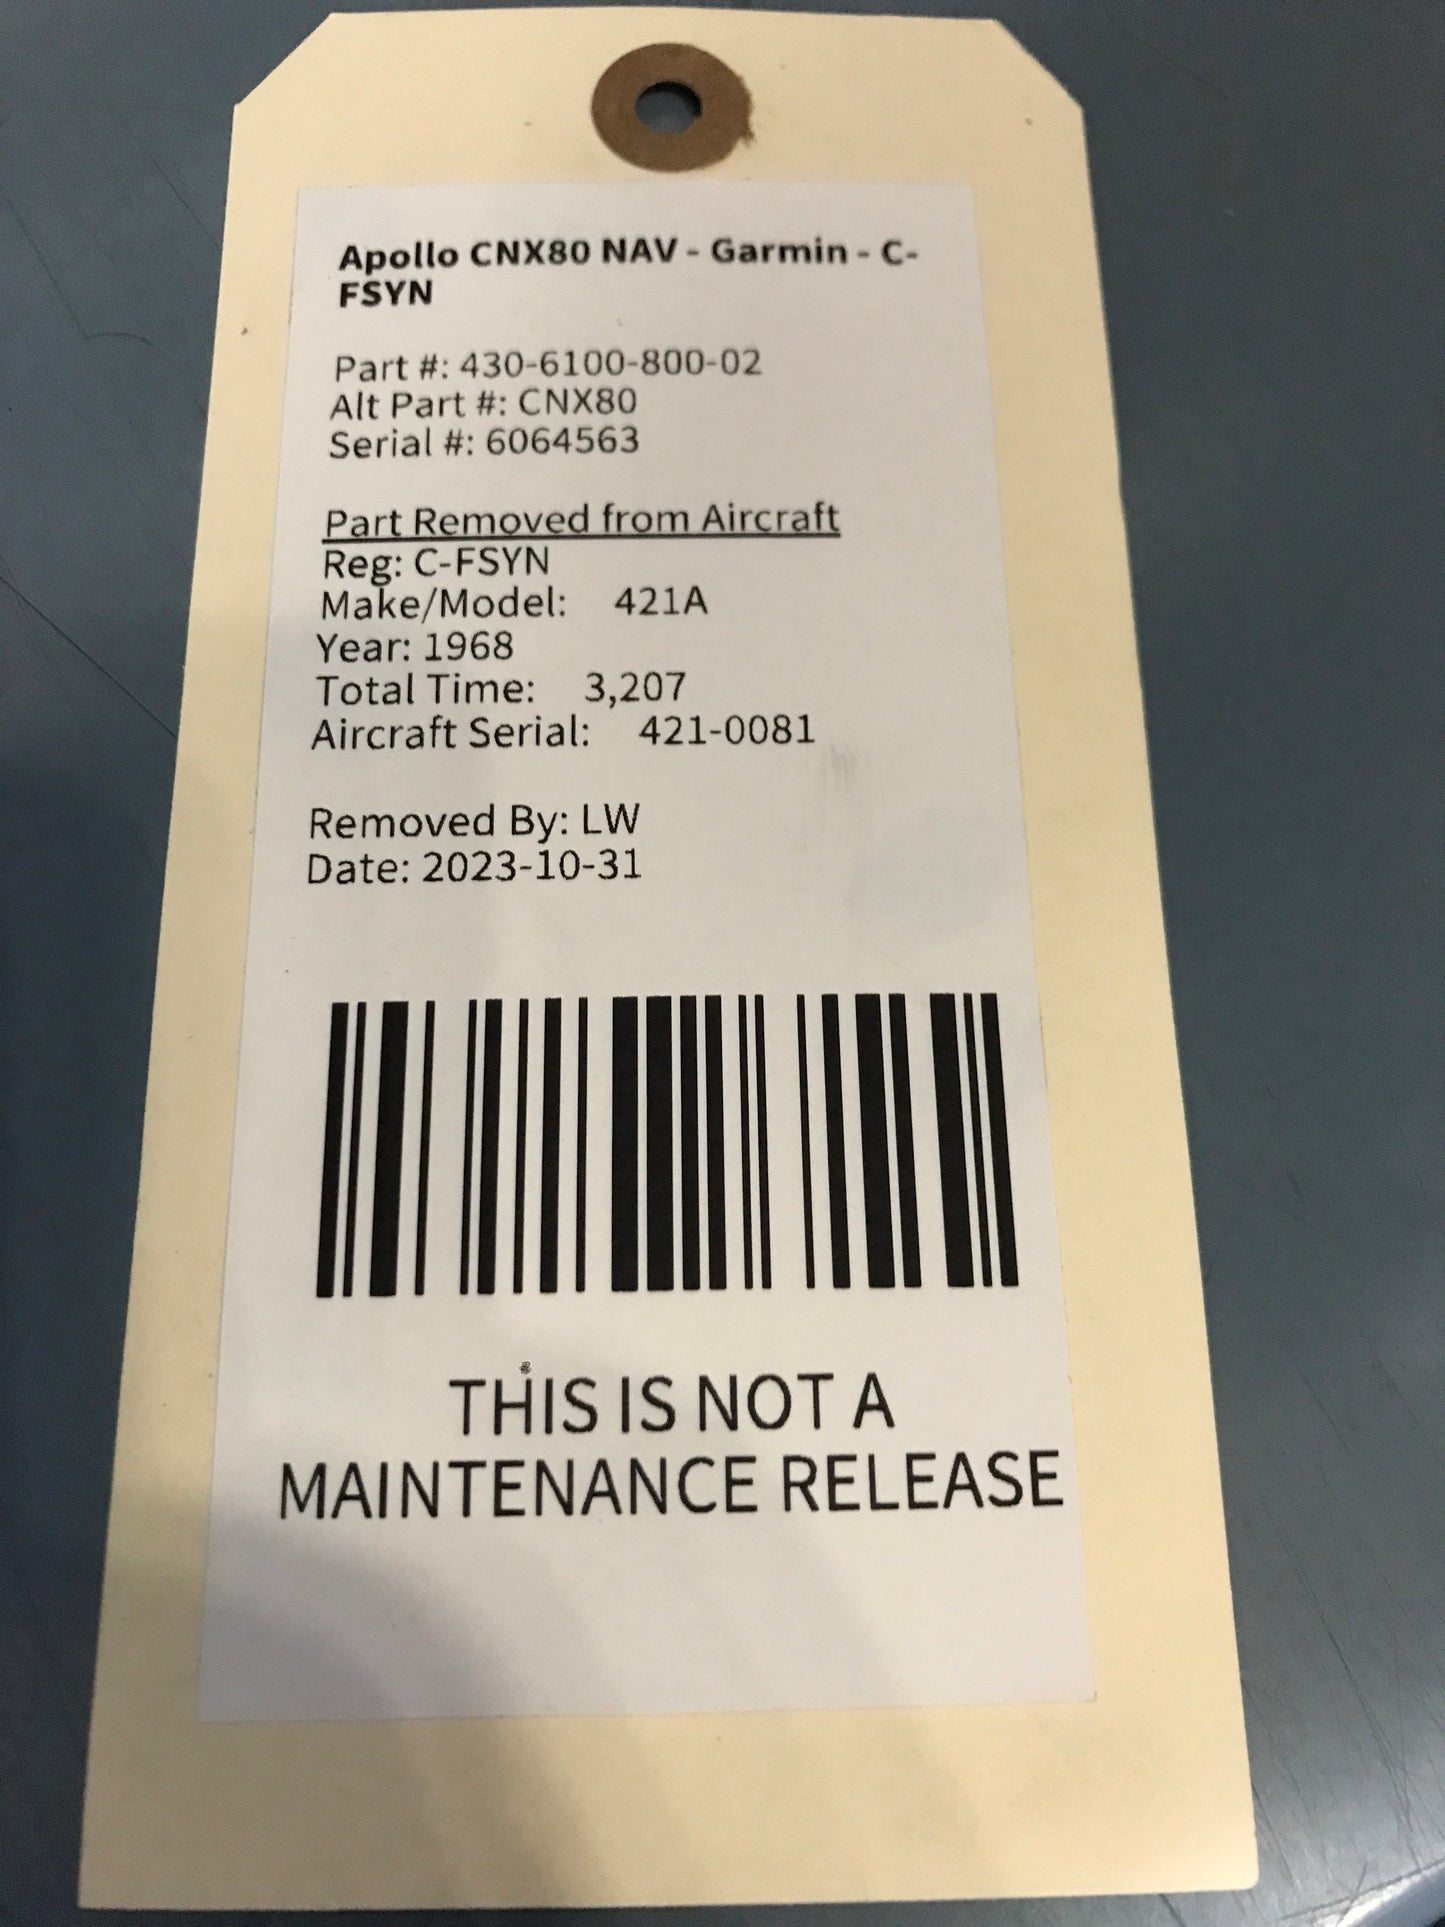 Apollo CNX80 NAV - Garmin - C-
FSYN
Part #: 430-6100-800-02
Alt Part #: CNX80
Serial #: 6064563
Part Removed from Aircraft
Reg: C-FSYN
Make/Model: 421A
Year: 1968
Total Time: 3,207
Aircraft Serial: 421-0081
Removed By: LW
Date: 2023-10-31
THIS IS NOT A
MAINTENANCE RELEASE